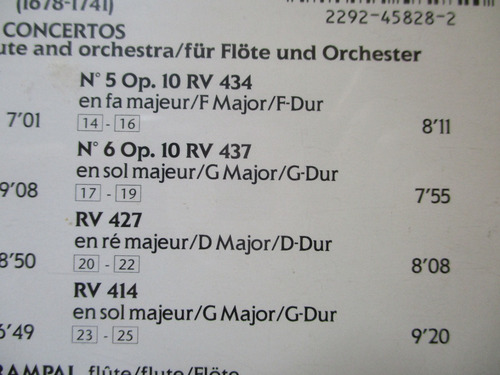 (1678-1741)
2292-45828-2
CONCERTOS
ute and orchestra/für Flöte und Orchester
N° 5 Op. 10 RV 434
en fa majeur/F Major/F-Dur
7'01 14 - 16 8'11
N° 6 Op. 10 RV 437
en sol majeur/G Major/G-Dur
9'08 17 - 19 7'55
RV 427
en ré majeur/D Major/D-Dur
8'50 20 - 22 8'08
RV 414
en sol majeur/G Major/G-Dur
6'49 23 - 25 9'20
RAMPAL flûte/flute/Flöte